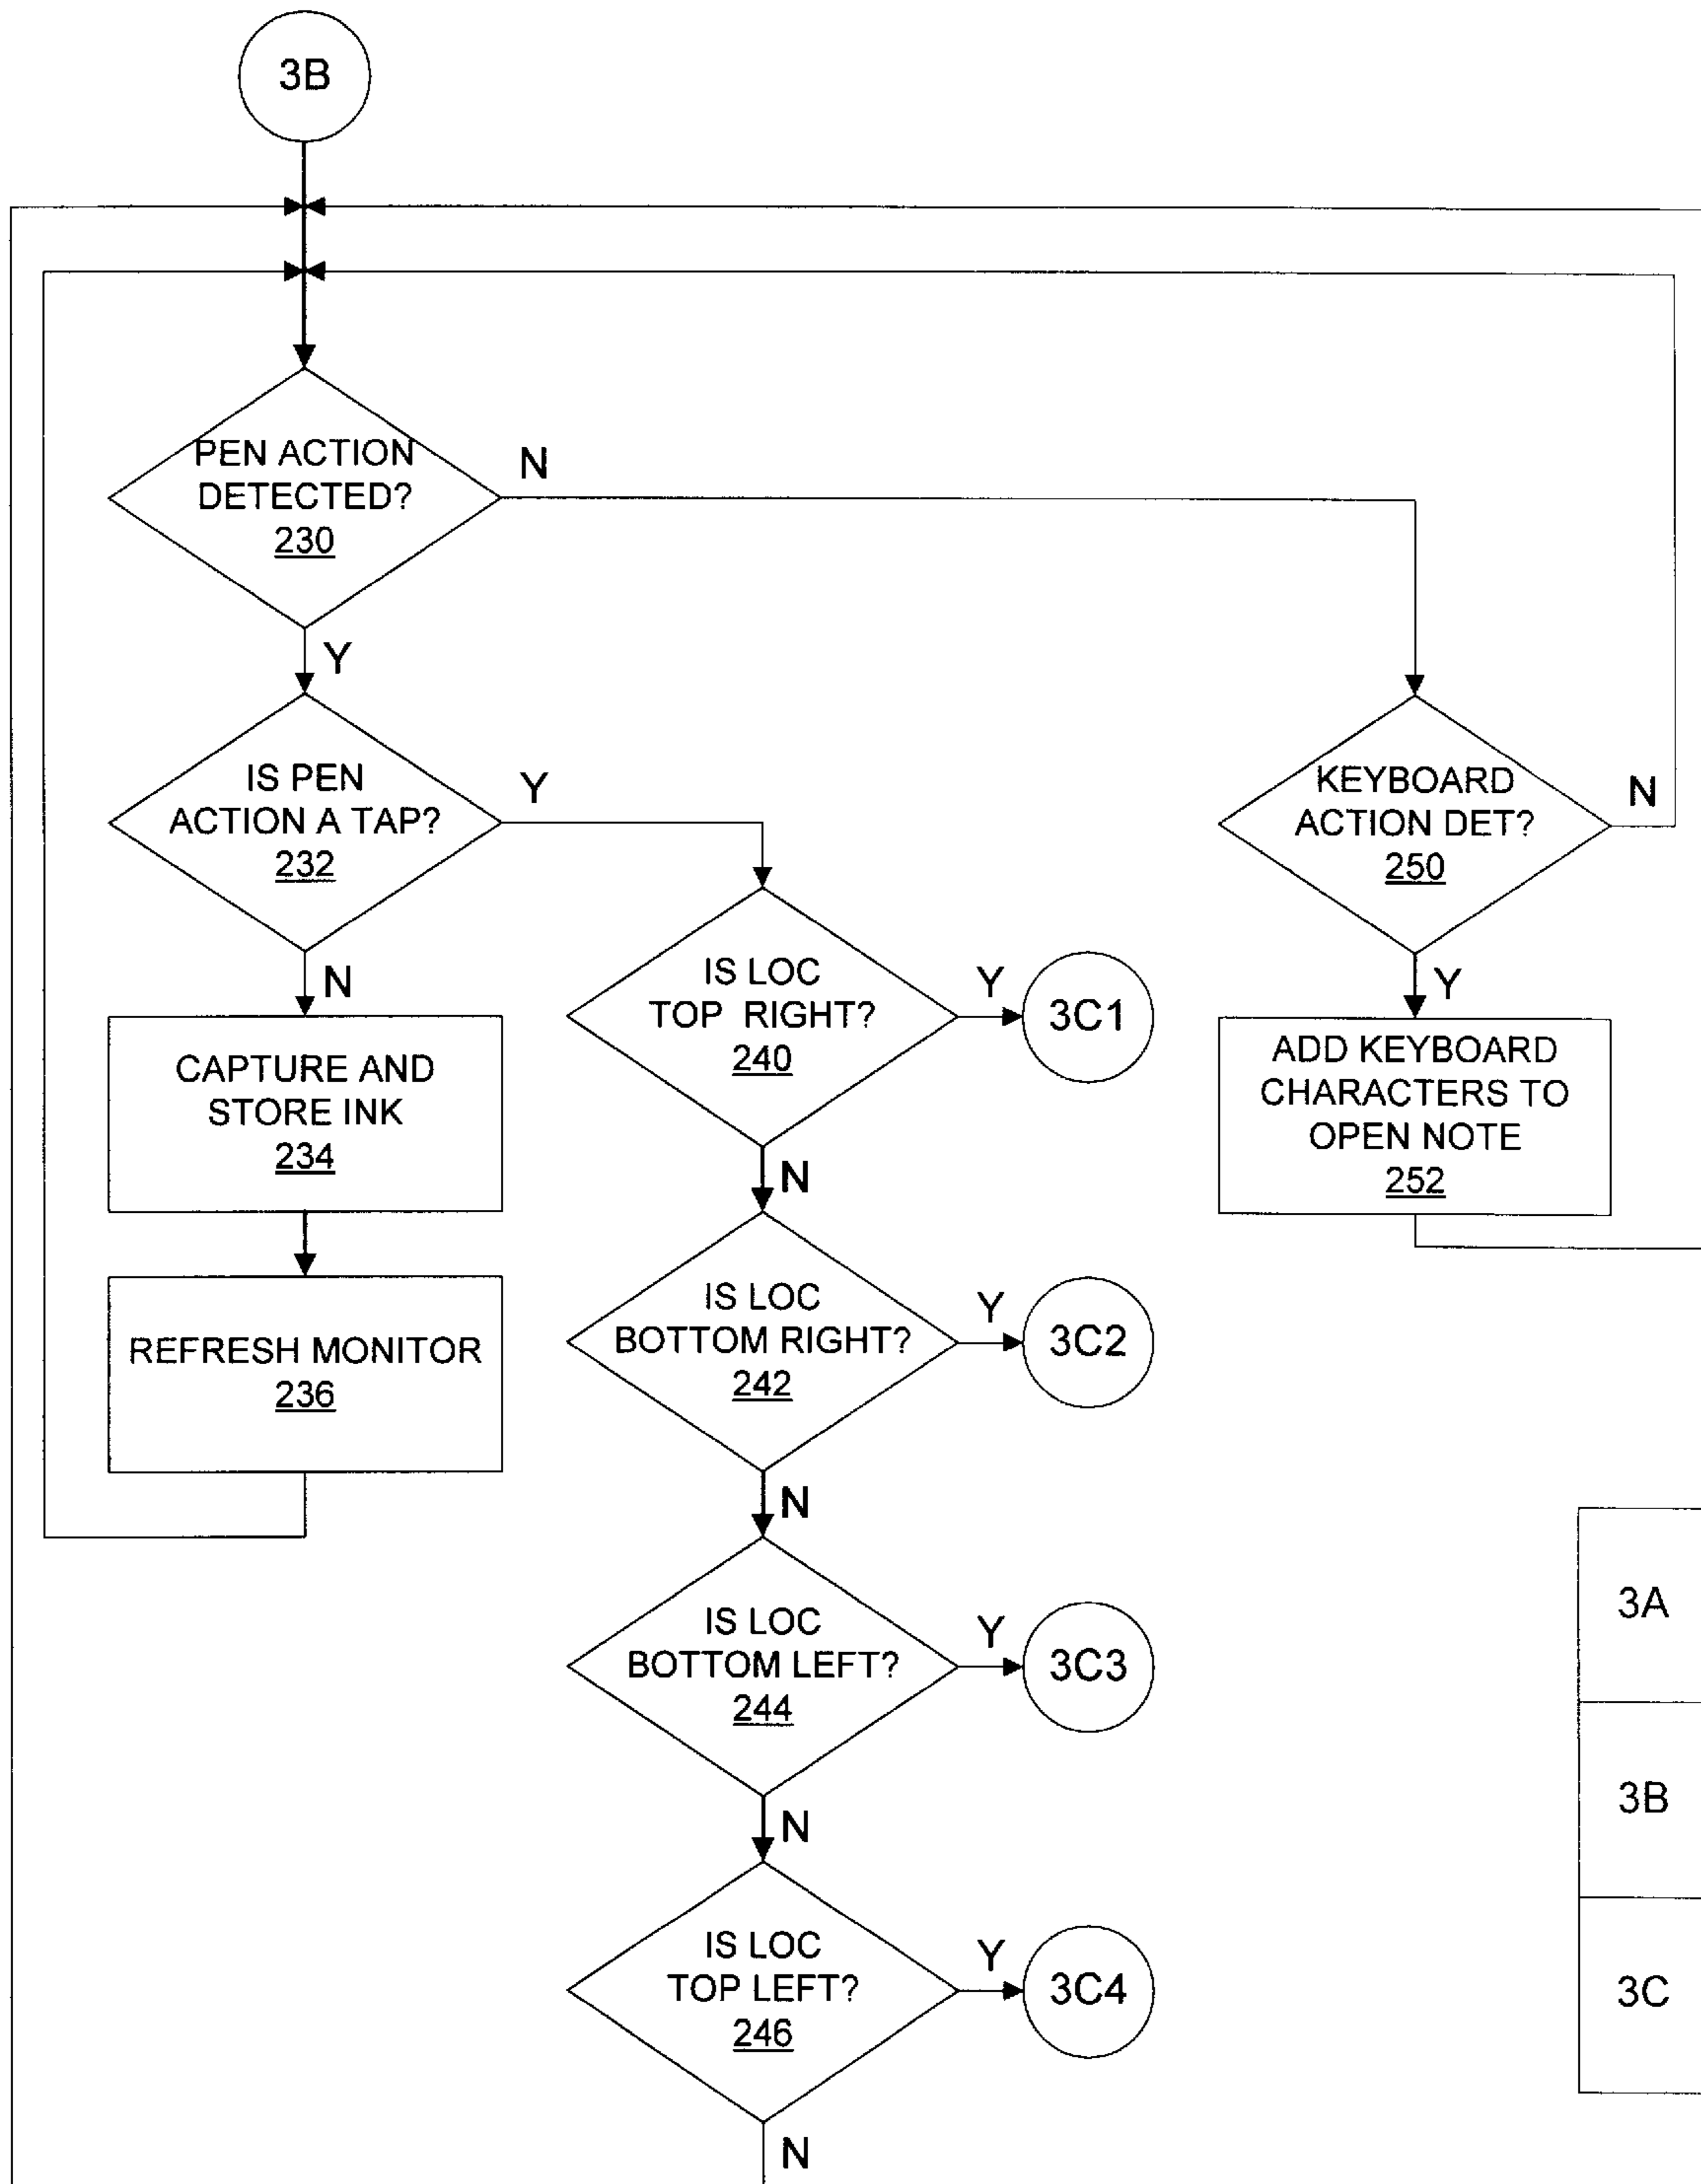 3B
PEN ACTION
DETECTED?
230
N
Y
IS PEN
ACTION A TAP?
232
Y
N
CAPTURE AND
STORE INK
234
REFRESH MONITOR
236
IS LOC
TOP RIGHT?
240
Y
3C1
N
IS LOC
BOTTOM RIGHT?
242
Y
3C2
N
IS LOC
BOTTOM LEFT?
244
Y
3C3
N
IS LOC
TOP LEFT?
246
Y
3C4
N
KEYBOARD
ACTION DET?
250
N
Y
ADD KEYBOARD
CHARACTERS TO
OPEN NOTE
252
3A
3B
3C